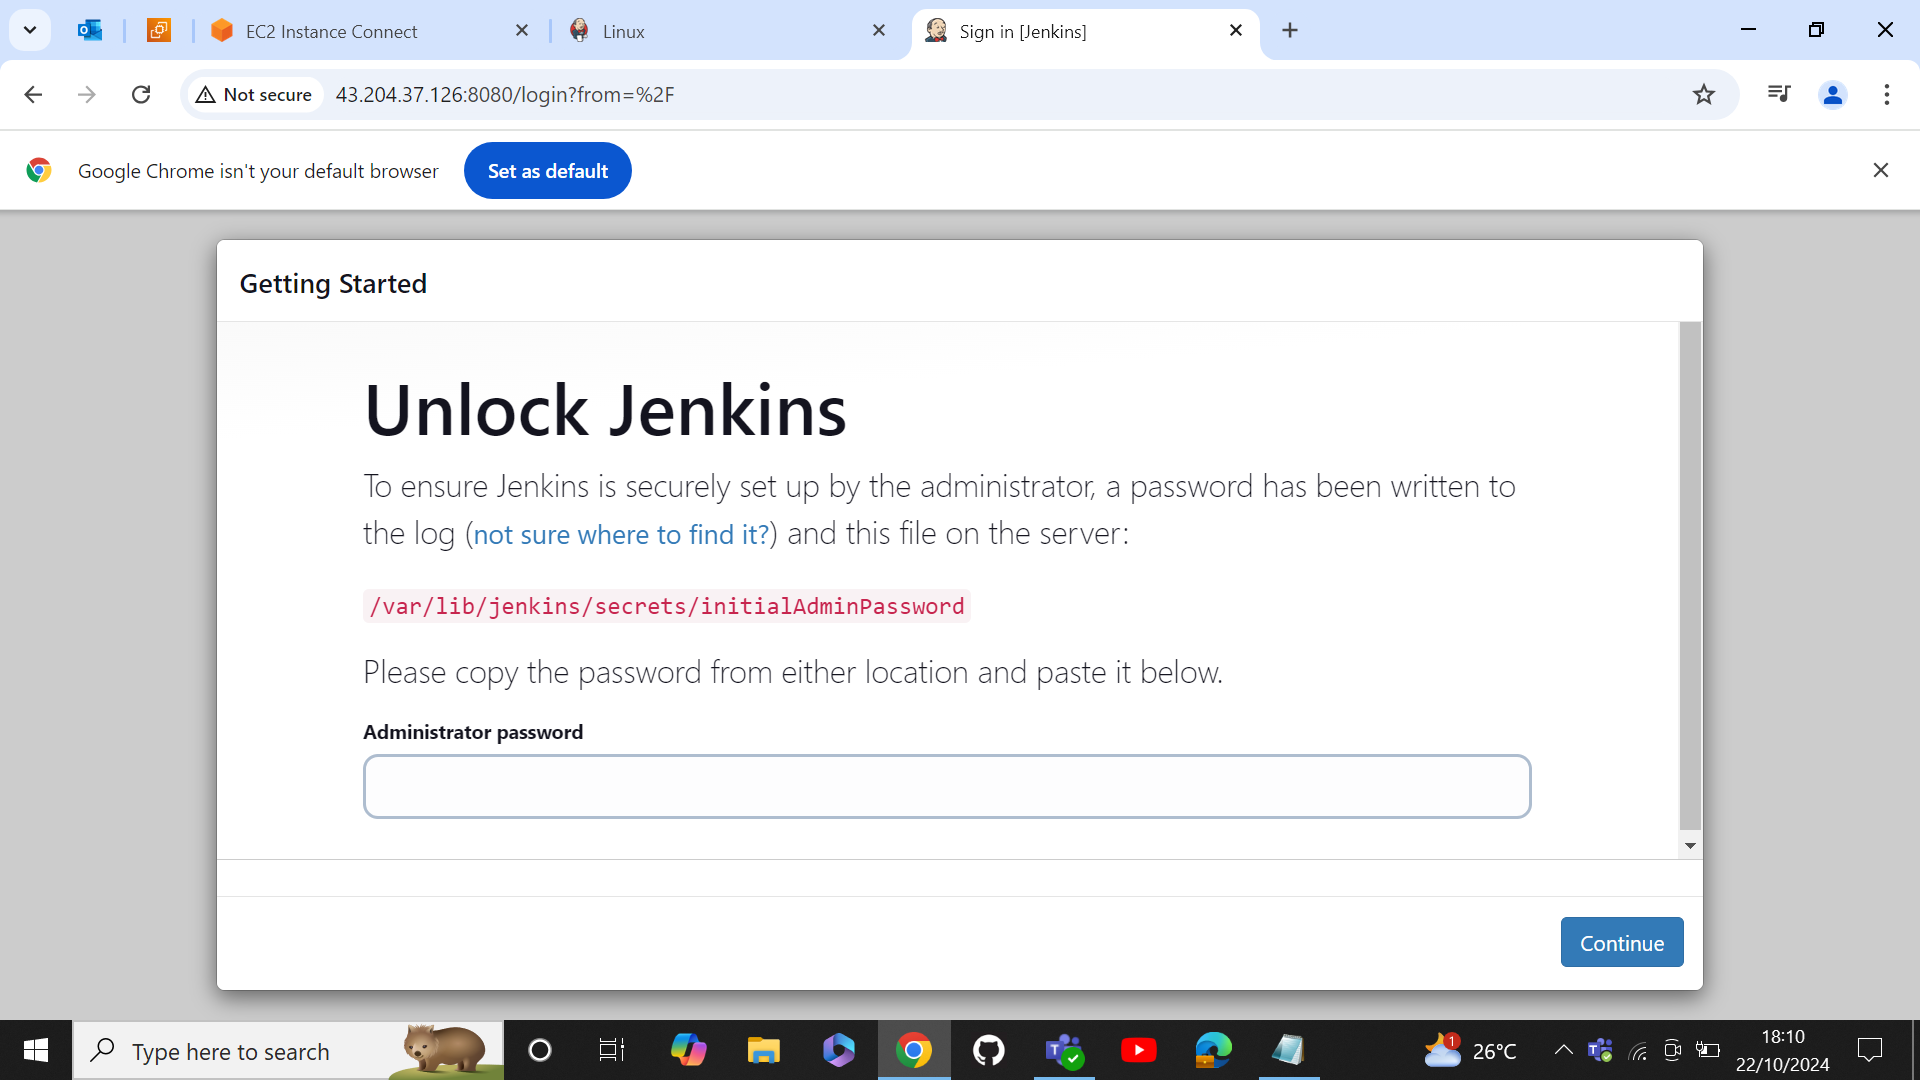 EC2 Instance Connect
Linux
Sign in [Jenkins]
Not secure
43.204.37.126:8080/login?from=%2F
Google Chrome isn't your default browser
Set as default
Getting Started
Unlock Jenkins
To ensure Jenkins is securely set up by the administrator, a password has been written to
the log (not sure where to find it?) and this file on the server:
/var/lib/jenkins/secrets/initialAdminPassword
Please copy the password from either location and paste it below.
Administrator password
Continue
Type here to search
1
26°C
18:10
22/10/2024